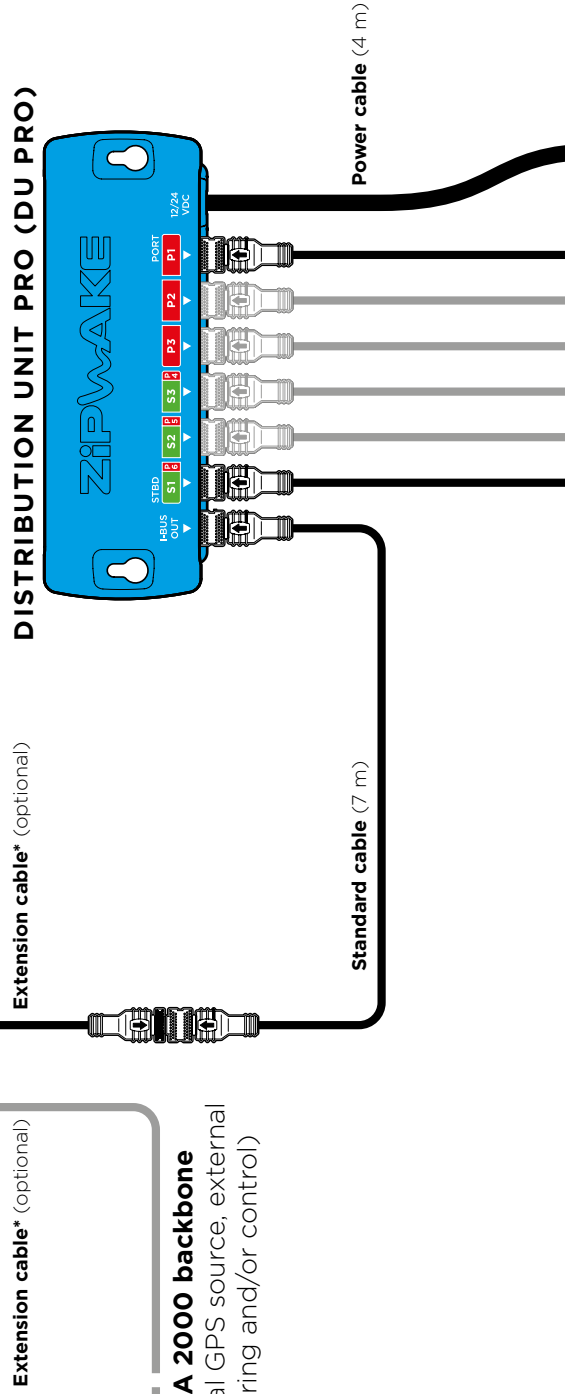 DISTRIBUTION UNIT PRO (DU PRO)
ZIPWAKE
I-BUS
OUT
STBD
S1
P
6
S2
P
5
S3
P
4
P3
P2
PORT
P1
12/24
VDC
Extension cable* (optional)
Extension cable* (optional)
Standard cable (7 m)
Power cable (4 m)
A 2000 backbone
al GPS source, external
ring and/or control)